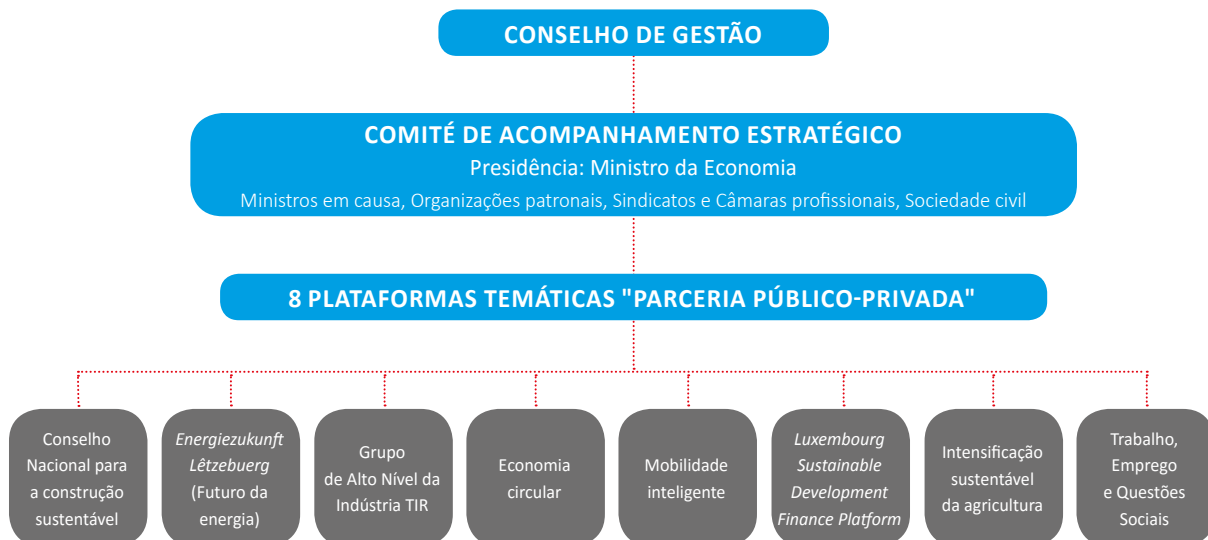 CONSELHO DE GESTÃO
COMITÉ DE ACOMPANHAMENTO ESTRATÉGICO
Presidência: Ministro da Economia
Ministros em causa, Organizações patronais, Sindicatos e Câmaras profissionais, Sociedade civil
8 PLATAFORMAS TEMÁTICAS "PARCERIA PÚBLICO-PRIVADA"
Conselho
Nacional para
a construção
sustentável
Energiezukunft
Lêtzebuerg
(Futuro da
energia)
Grupo
de Alto Nível da
Indústria TIR
Economia
circular
Mobilidade
inteligente
Luxembourg
Sustainable
Development
Finance Platform
Intensificação
sustentável
da agricultura
Trabalho,
Emprego
e Questões
Sociais